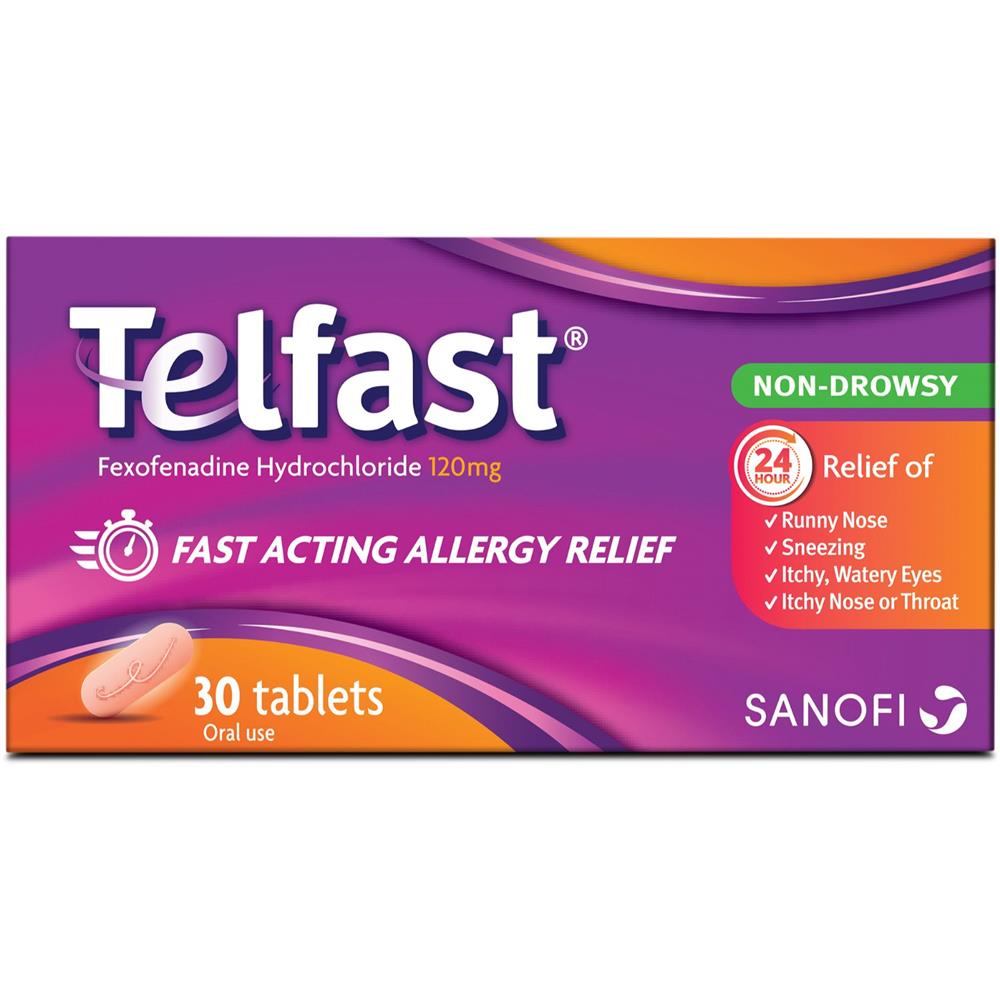 Telfast®
Fexofenadine Hydrochloride 120mg
FAST ACTING ALLERGY RELIEF
NON-DROWSY
24
HOUR
Relief of
✓ Runny Nose
✓ Sneezing
✓ Itchy, Watery Eyes
✓ Itchy Nose or Throat
30 tablets
Oral use
SANOFI